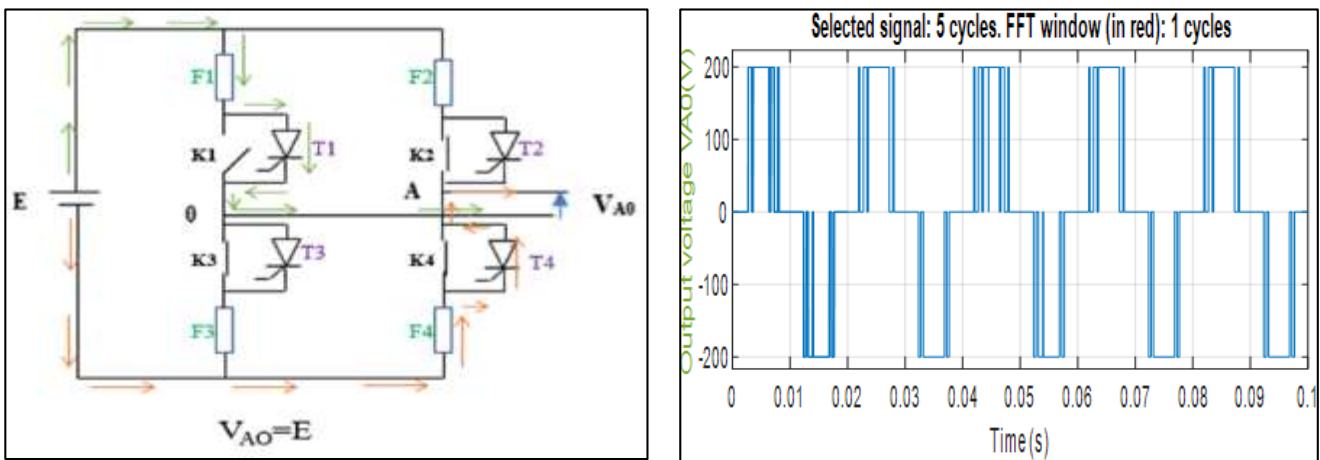 F1
F2
K1
T1
K2
T2
E
A
0
VA0
K3
T3
K4
T4
F3
F4
VAO=E
Selected signal: 5 cycles. FFT window (in red): 1 cycles
Output voltage VA0(V)
200
100
0
-100
-200
0
0.01
0.02
0.03
0.04
0.05
0.06
0.07
0.08
0.09
0.1
Time (s)